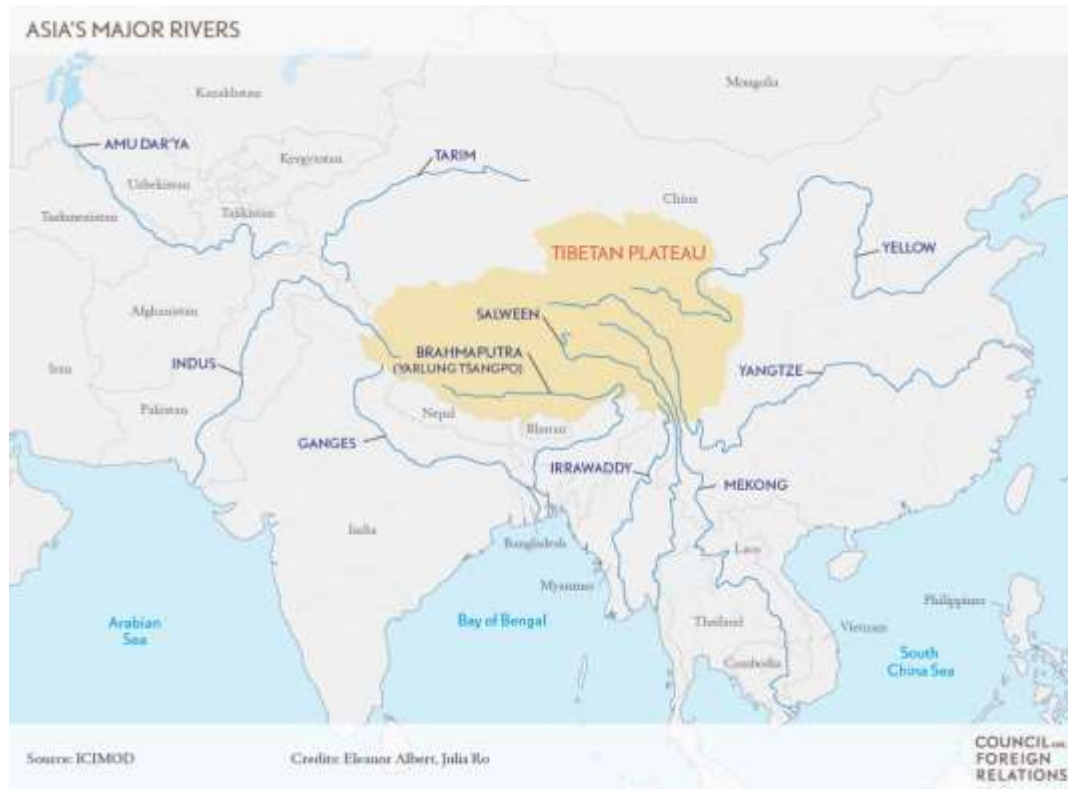 ASIA'S MAJOR RIVERS
Mongolia
Kazakhstan
AMU DAR'YA
TARIM
Kyrgyzstan
Uzbekistan
Tajikistan
China
Turkmenistan
YELLOW
TIBETAN PLATEAU
Afghanistan
SALWEEN
BRAHMAPUTRA
(YARLUNG TSANGPO)
INDUS
Iran
YANGTZE
Pakistan
Nepal
Bhutan
GANGES
IRRAWADDY
MEKONG
India
Bangladesh
Laos
Myanmar
Philippines
Arabian
Sea
Bay of Bengal
Thailand
Vietnam
South
China Sea
Cambodia
Source: ICIMOD
Credits: Eleanor Albert, Julia Ro
COUNCIL on
FOREIGN
RELATIONS